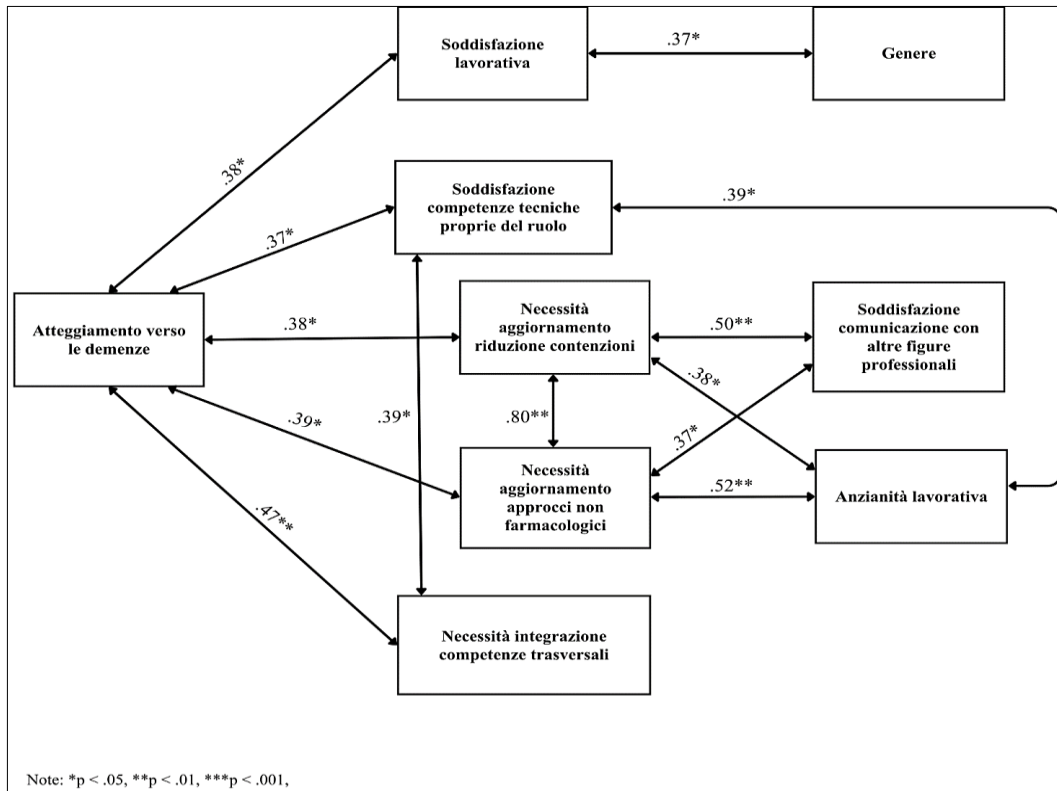 Soddisfazione
lavorativa
.37*
Genere
.38*
Soddisfazione
competenze tecniche
proprie del ruolo
.39*
.37*
Atteggiamento verso
le demenze
.38*
Necessità
aggiornamento
riduzione contenzioni
.50**
Soddisfazione
comunicazione con
altre figure
professionali
.38*
.39*
.39*
.80**
.37*
Necessità
aggiornamento
approcci non
farmacologici
.52**
Anzianità lavorativa
.47**
Necessità integrazione
competenze trasversali
Note: *p < .05, **p < .01, ***p < .001,